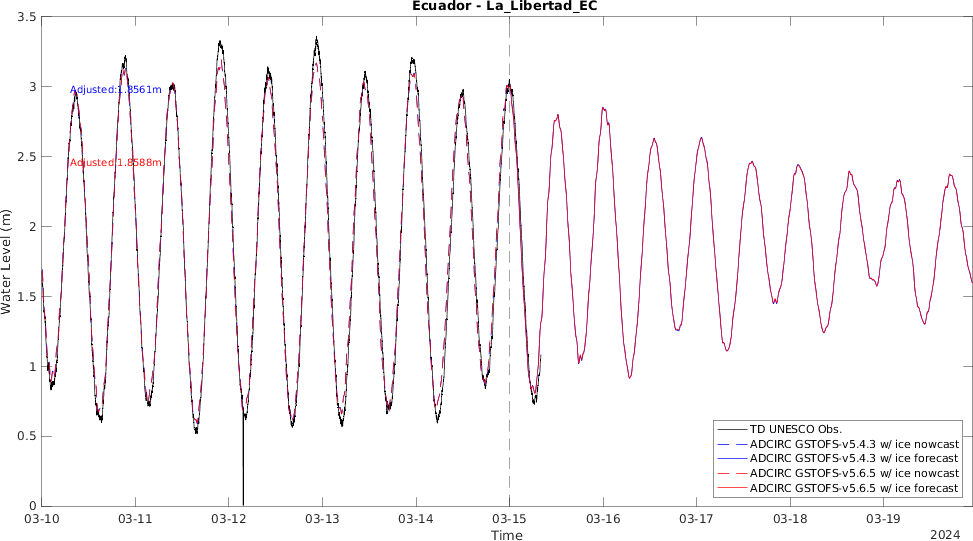 Ecuador - La_Libertad_EC
3.5
3
2.5
2
1.5
1
0.5
0
Water Level (m)
Adjusted:1.8561m
Adjusted:1.8588m
TD UNESCO Obs.
ADCIRC GSTOFS-v5.4.3 w/ ice nowcast
ADCIRC GSTOFS-v5.4.3 w/ ice forecast
ADCIRC GSTOFS-v5.6.5 w/ ice nowcast
ADCIRC GSTOFS-v5.6.5 w/ ice forecast
03-10 03-11 03-12 03-13 03-14 03-15 03-16 03-17 03-18 03-19
Time
2024